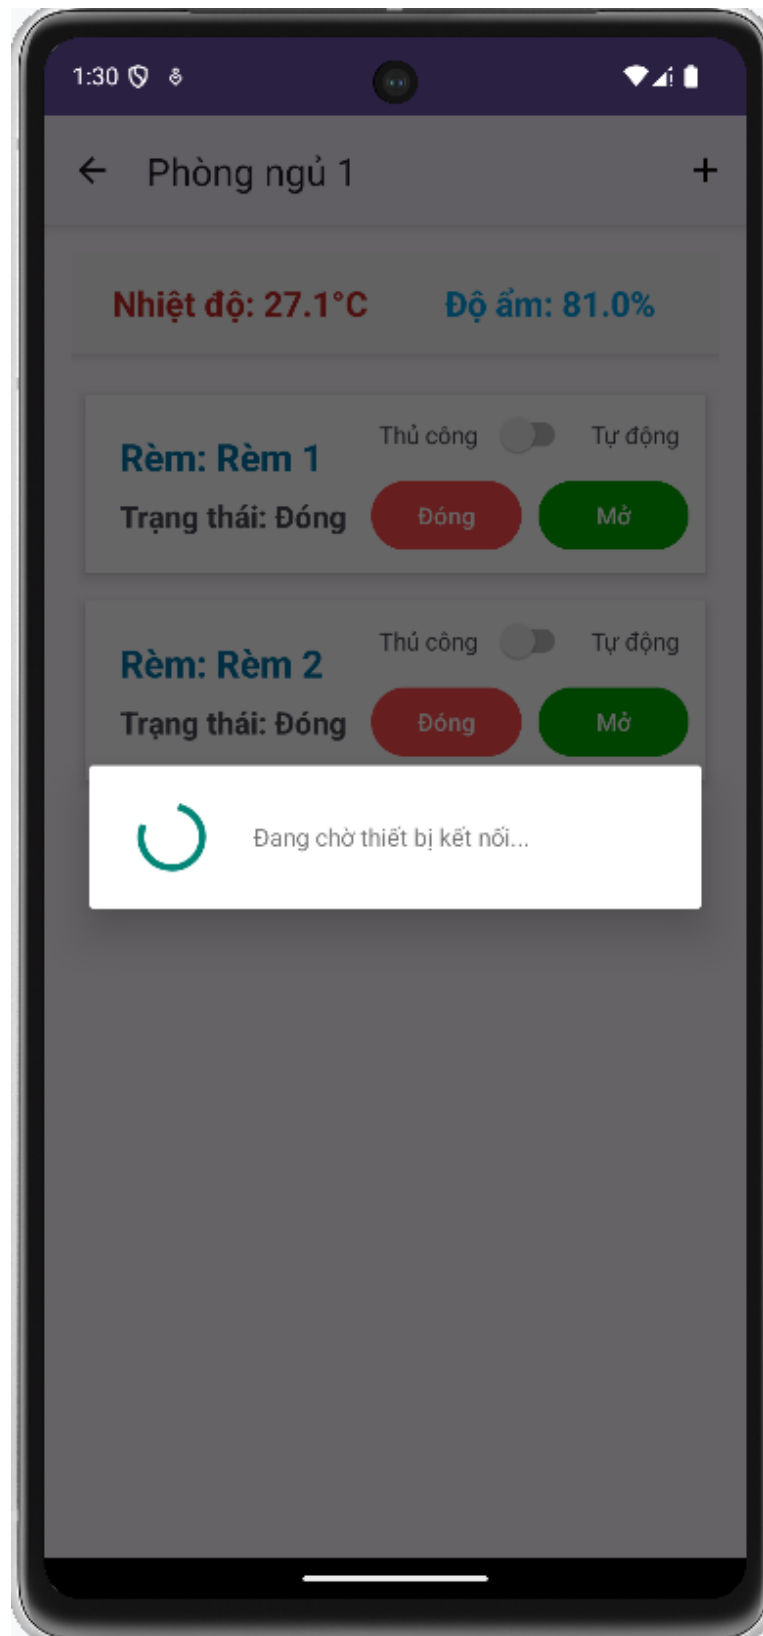 1:30
Phòng ngủ 1
Nhiệt độ: 27.1°C Độ ẩm: 81.0%
Thủ công Tự động
Rèm: Rèm 1
Trạng thái: Đóng Đóng Mở
Thủ công Tự động
Rèm: Rèm 2
Trạng thái: Đóng Đóng Mở
Đang chờ thiết bị kết nối...